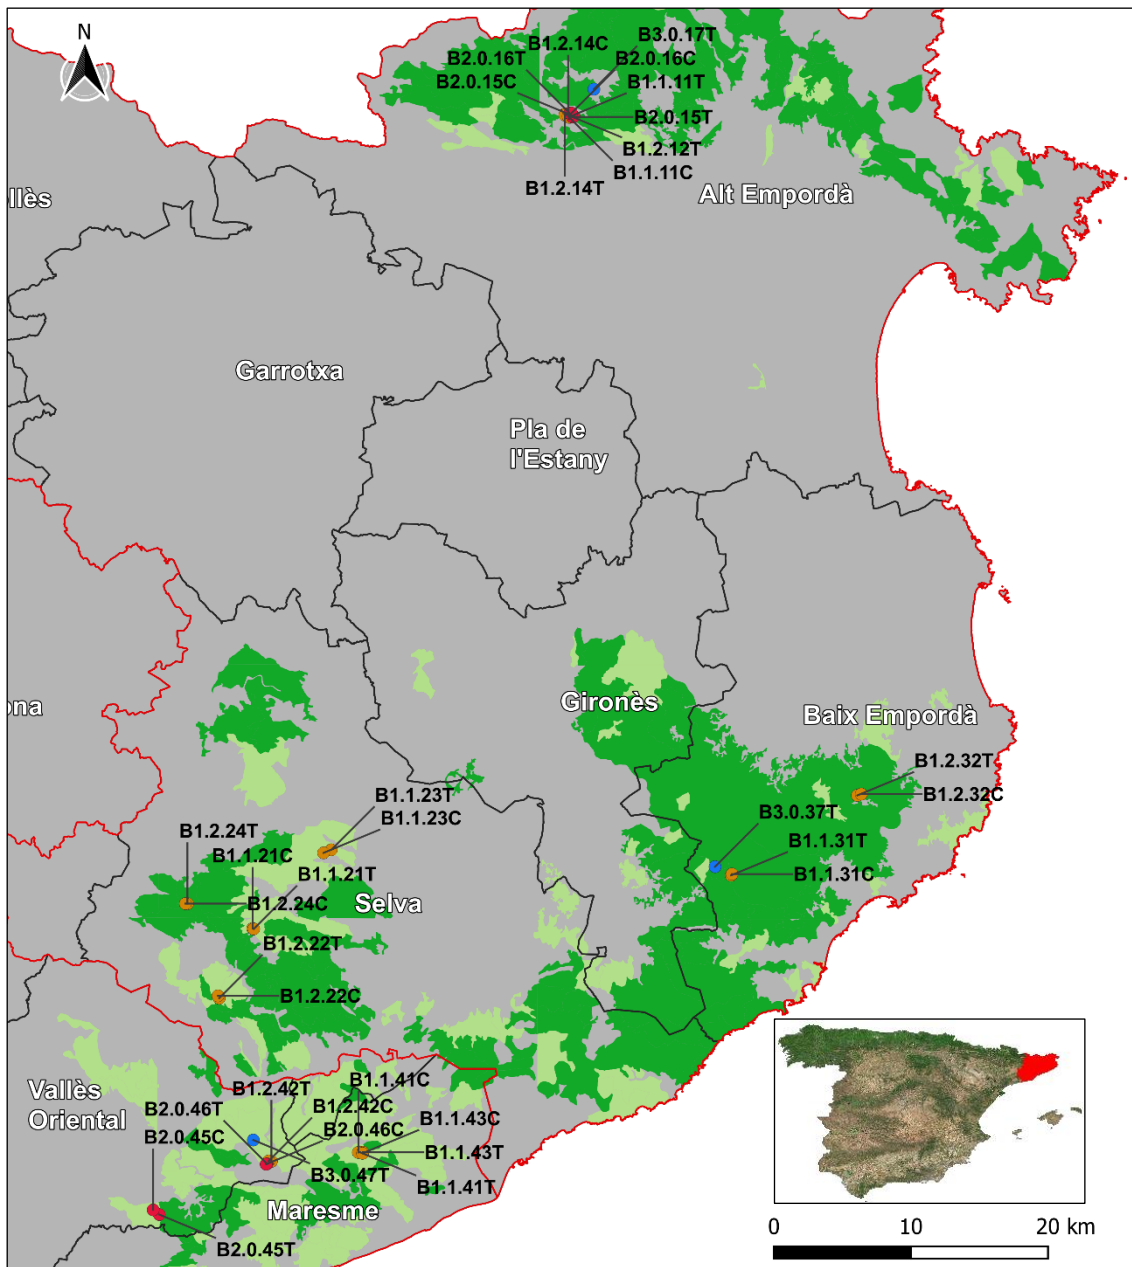 N
B3.0.17T
B1.2.14C
B2.0.16T
B2.0.16C
B2.0.15C
B1.1.11T
B2.0.15T
B1.2.12T
B1.1.11C
B1.2.14T
Alt Empordà
llès
Garrotxa
Pla de
l'Estany
Gironès
ona
Baix Empordà
B1.2.32T
B1.2.32C
B1.1.23T
B1.1.23C
B3.0.37T
B1.2.24T
B1.1.31T
B1.1.21C
B1.1.21T
B1.1.31C
B1.2.24C
Selva
B1.2.22T
B1.2.22C
Vallès
Oriental
B1.1.41C
B1.2.42T
B2.0.46T
B1.2.42C
B1.1.43C
B2.0.45C
B2.0.46C
B1.1.43T
B3.0.47T
B1.1.41T
Maresme
B2.0.45T
0 10 20 km